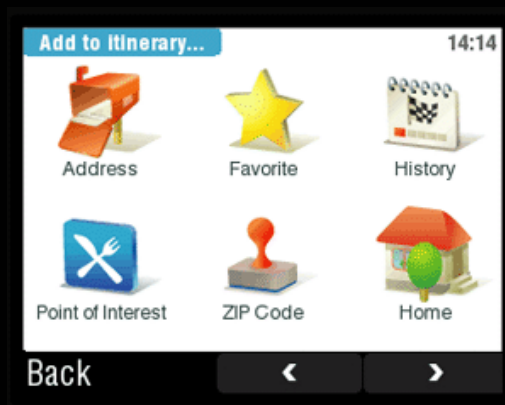 Add to itinerary...
14:14
Address
Favorite
History
Point of Interest
ZIP Code
Home
Back